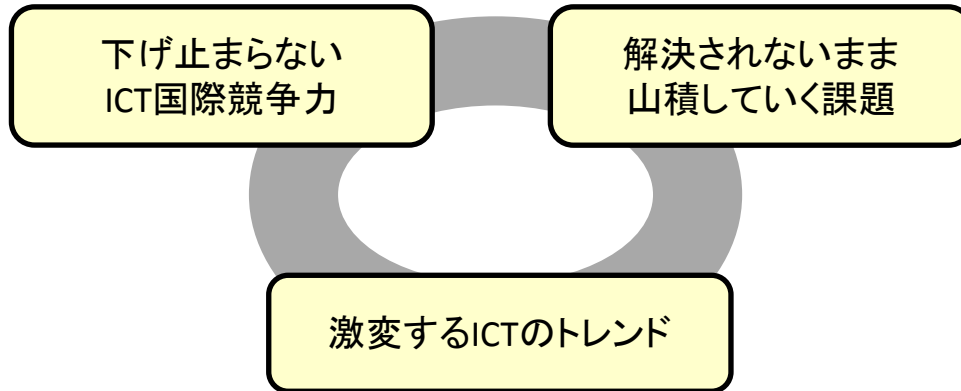 下げ止まらない
ICT国際競争力
解決されないまま
山積していく課題
激変するICTのトレンド